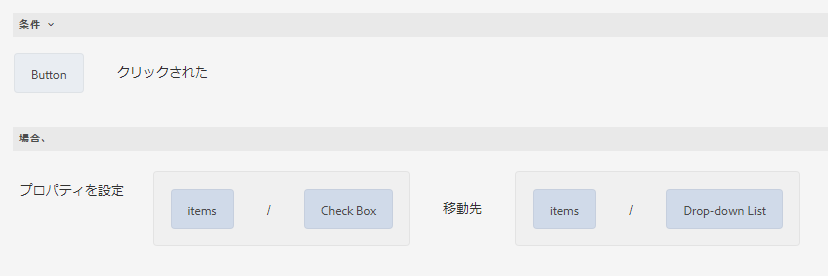 条件
Button クリックされた
場合、
プロパティを設定 items / Check Box 移動先 items / Drop-down List